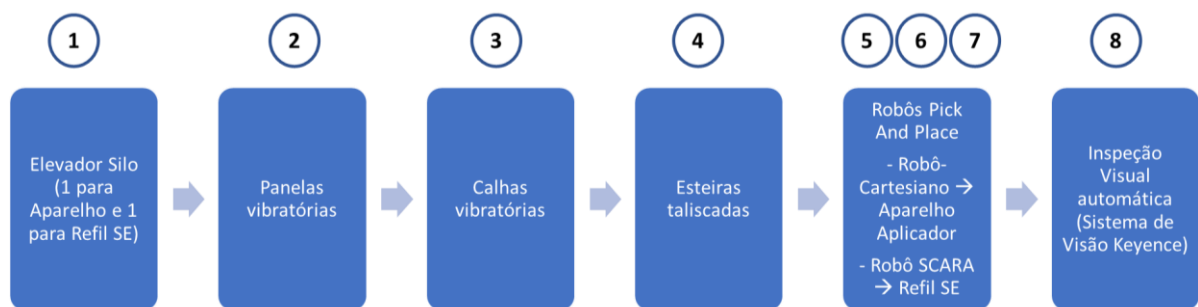 1
2
3
4
5
6
7
8
Elevador Silo
(1 para
Aparelho e 1
para Refil SE)
Panelas
vibratórias
Calhas
vibratórias
Esteiras
taliscadas
Robôs Pick
And Place
- Robô-
Cartesiano →
Aparelho
Aplicador
- Robô SCARA
→ Refil SE
Inspeção
Visual
automática
(Sistema de
Visão Keyence)